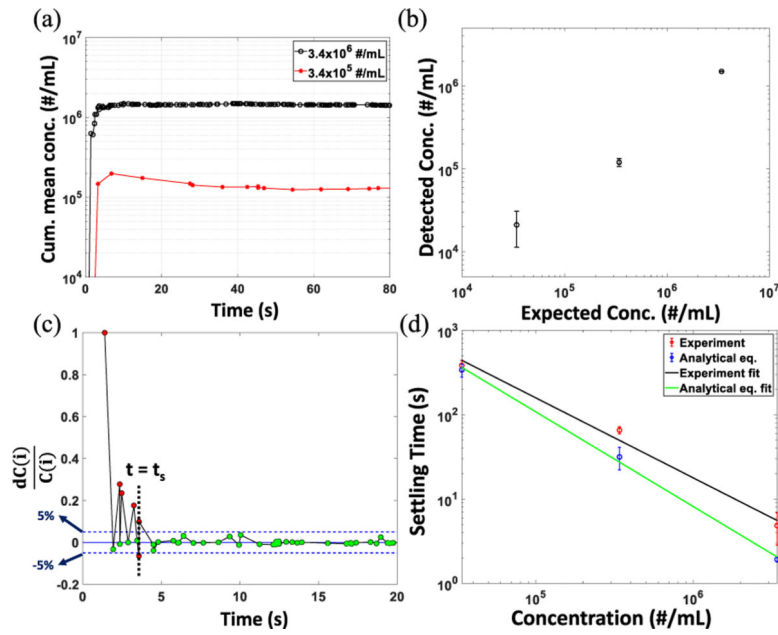 (a)
Cum. mean conc. (#/mL)
10^7
10^6
10^5
10^4
3.4x10^6 #/mL
3.4x10^5 #/mL
0 20 40 60 80
Time (s)
(b)
Detected Conc. (#/mL)
10^6
10^5
10^4
10^4 10^5 10^6 10^7
Expected Conc. (#/mL)
(c)
dC(i)
C(i)
1
0.8
0.6
0.4
0.2
0
-0.2
5%
-5%
t = t_s
0 5 10 15 20
Time (s)
(d)
Settling Time (s)
10^3
10^2
10^1
10^0
Experiment
Analytical eq.
Experiment fit
Analytical eq. fit
10^5 10^6
Concentration (#/mL)